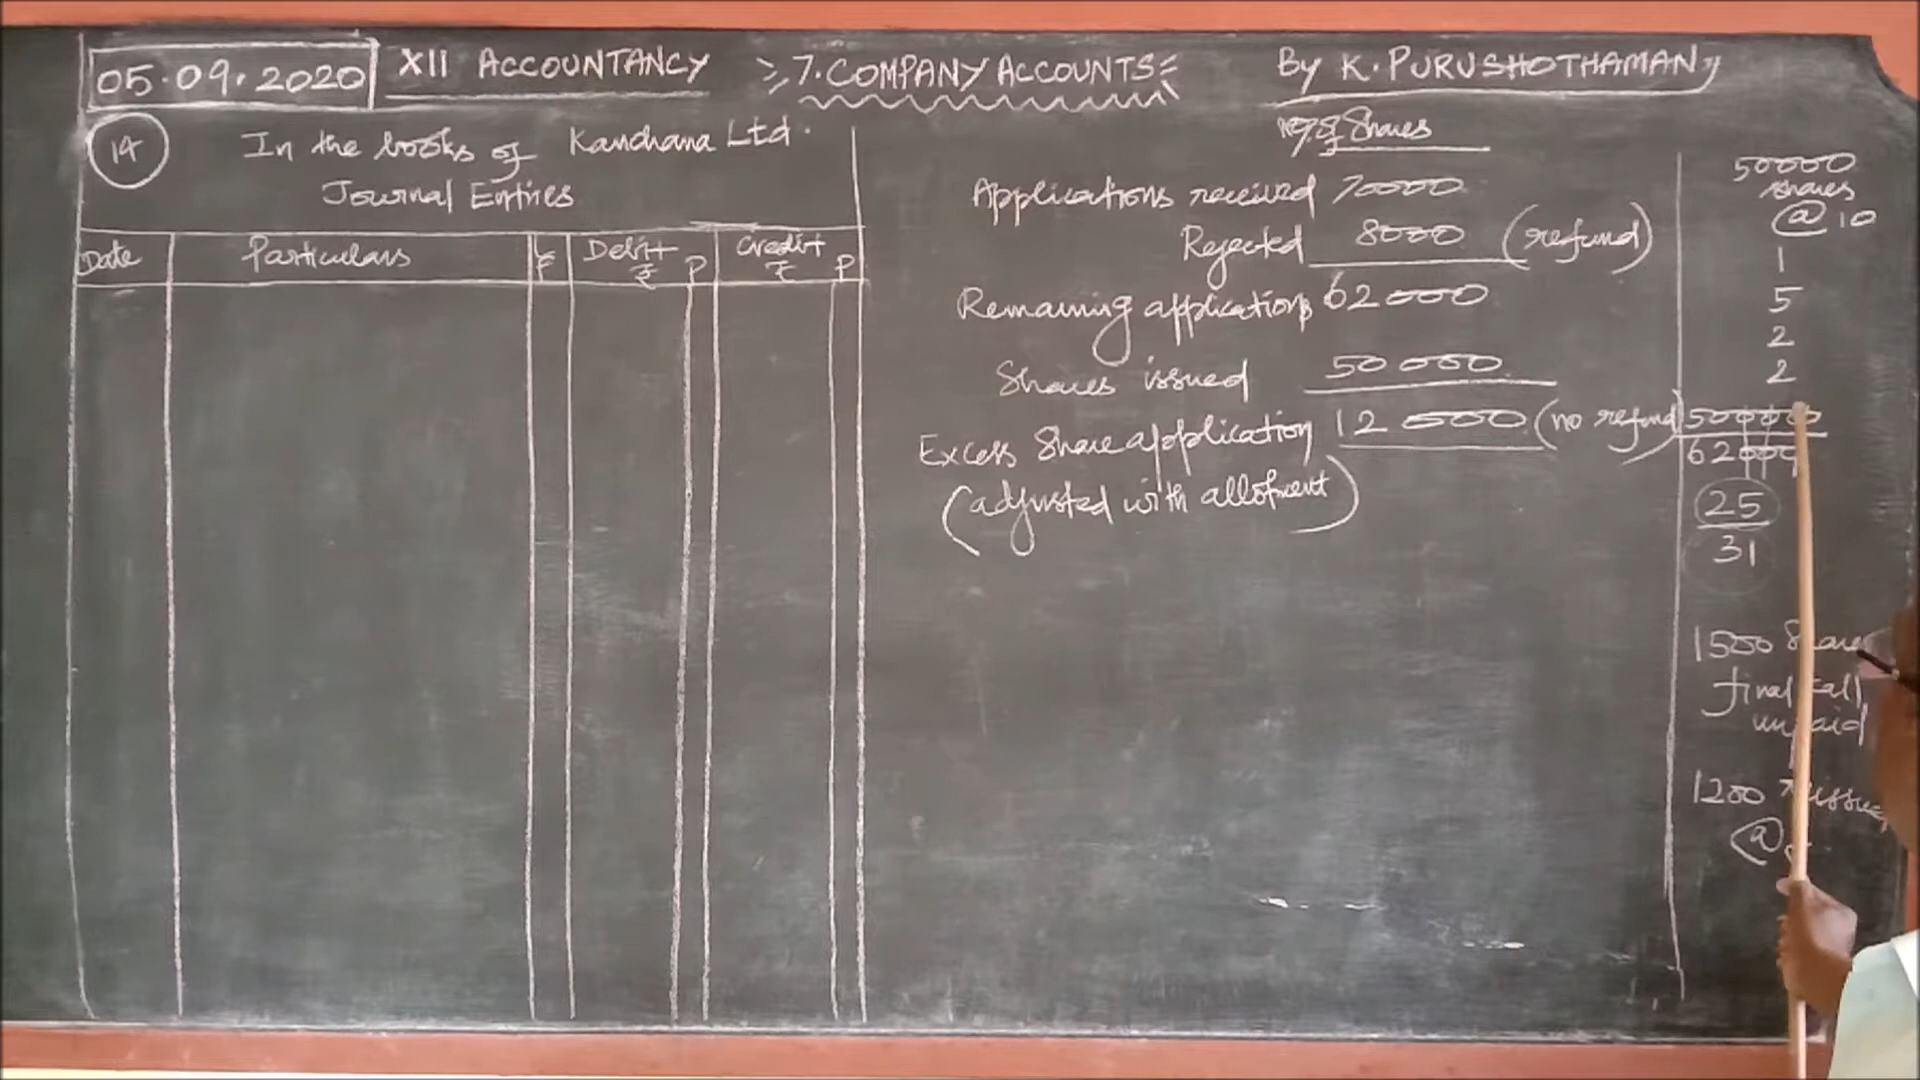 05.09.2020
XII ACCOUNTANCY
7. COMPANY ACCOUNTS
By K. PURUSHOTHAMAN
14
In the books of Kanchana Ltd.
Journal Entries
Date Particulars L F Debit ₹ P Credit ₹ P
No. of Shares
Applications received 70000
Rejected 8000 (refund)
Remaining applications 62000
Shares issued 50000
Excess Share application 12000 (no refund)
(adjusted with allotment)
50000
shares
@ 10
1
5
2
2
50000
62000
25
31
1500 Shares
final call
unpaid
1200
@